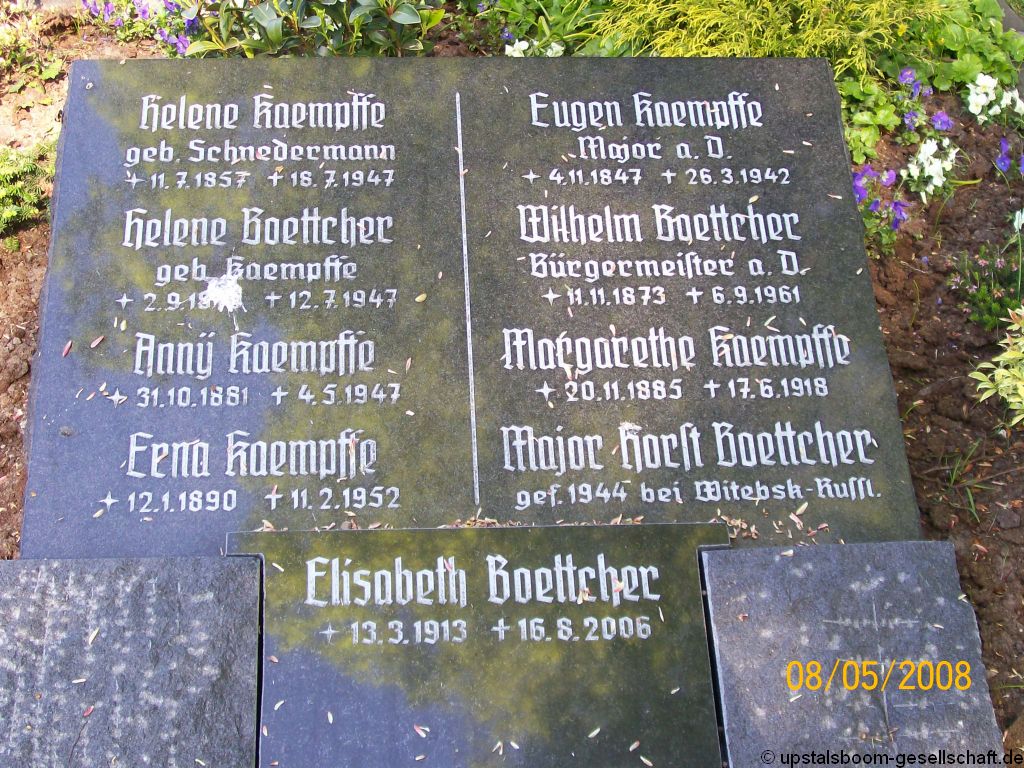 Helene Kaempffe
geb. Schnedermann
✶ 11.7.1857 ✝ 18.7.1947
Helene Boettcher
geb. Kaempffe
✶ 2.9. ✝ 12.7.1947
Annÿ Kaempffe
✶ 31.10.1881 ✝ 4.5.1947
Erna Kaempffe
✶ 12.1.1890 ✝ 11.2.1952
Eugen Kaempffe
Major a.D.
✶ 4.11.1847 ✝ 26.3.1942
Wilhelm Boettcher
Bürgermeister a.D.
✶ 11.11.1873 ✝ 6.9.1961
Margarethe Kaempffe
✶ 20.11.1885 ✝ 17.6.1918
Major Horst Boettcher
gef. 1944 bei Witebsk-Russl.
Elisabeth Boettcher
✶ 13.3.1913 ✝ 16.8.2006
08/05/2008
© upstalsboom-gesellschaft.de